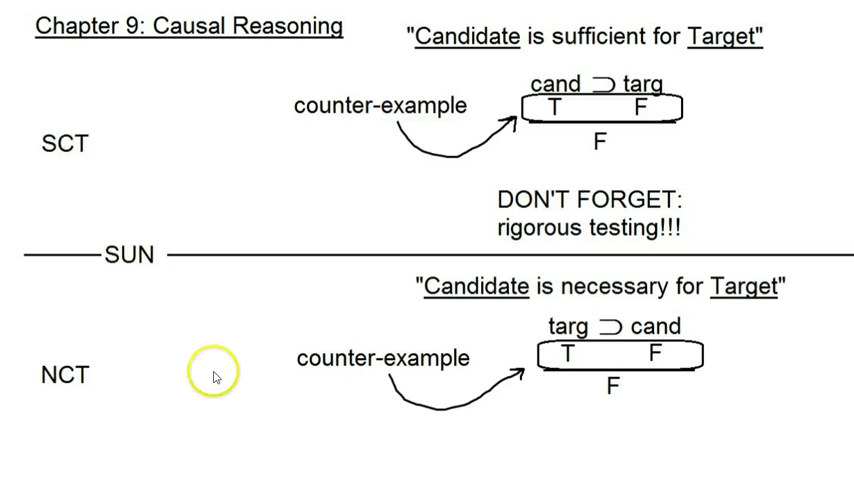 Chapter 9: Causal Reasoning
"Candidate is sufficient for Target"
cand ⊃ targ
counter-example
T F
F
SCT
DON'T FORGET:
rigorous testing!!!
SUN
"Candidate is necessary for Target"
targ ⊃ cand
counter-example
T F
F
NCT